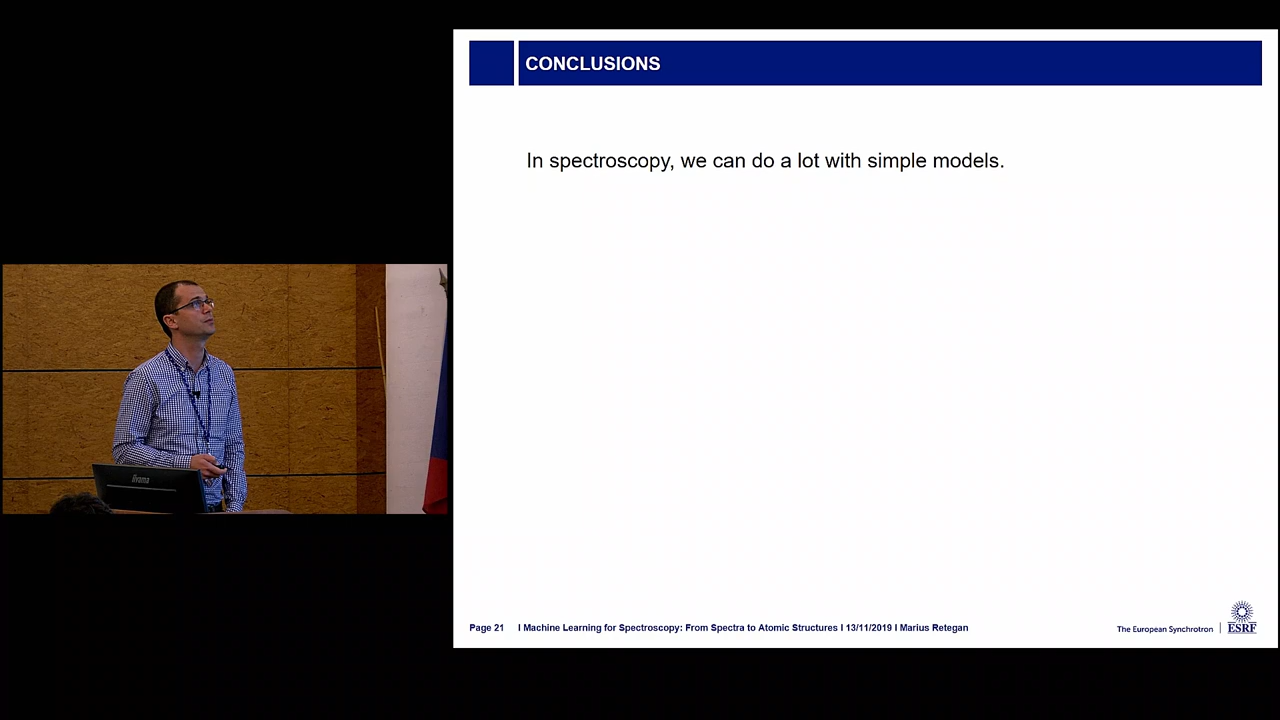 CONCLUSIONS
In spectroscopy, we can do a lot with simple models.
iiyama
Page 21 I Machine Learning for Spectroscopy: From Spectra to Atomic Structures I 13/11/2019 I Marius Retegan
The European Synchrotron | ESRF